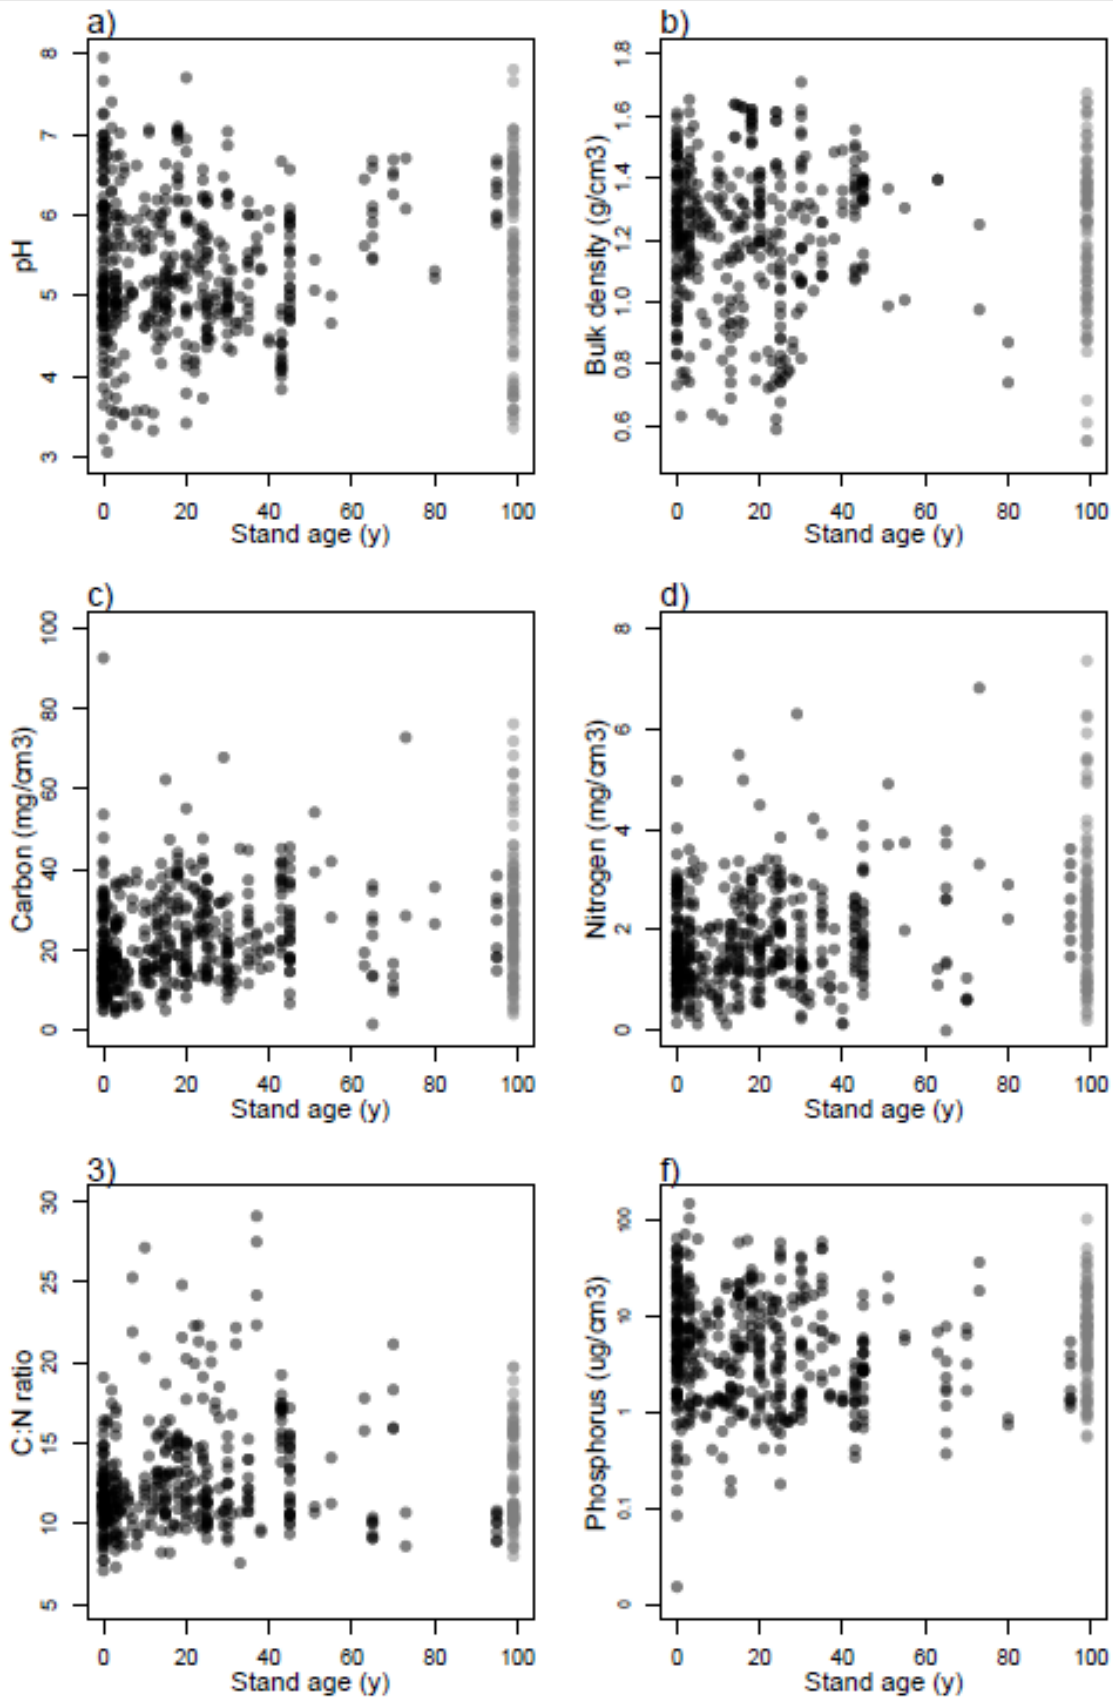 a)
8
7
6
5
4
3
pH
0 20 40 60 80 100
Stand age (y)
b)
1.8
1.6
1.4
1.2
1.0
0.8
0.6
Bulk density (g/cm3)
0 20 40 60 80 100
Stand age (y)
c)
100
80
60
40
20
0
Carbon (mg/cm3)
0 20 40 60 80 100
Stand age (y)
d)
8
6
4
2
0
Nitrogen (mg/cm3)
0 20 40 60 80 100
Stand age (y)
3)
30
25
20
15
10
5
C:N ratio
0 20 40 60 80 100
Stand age (y)
f)
100
10
1
0.1
0
Phosphorus (ug/cm3)
0 20 40 60 80 100
Stand age (y)